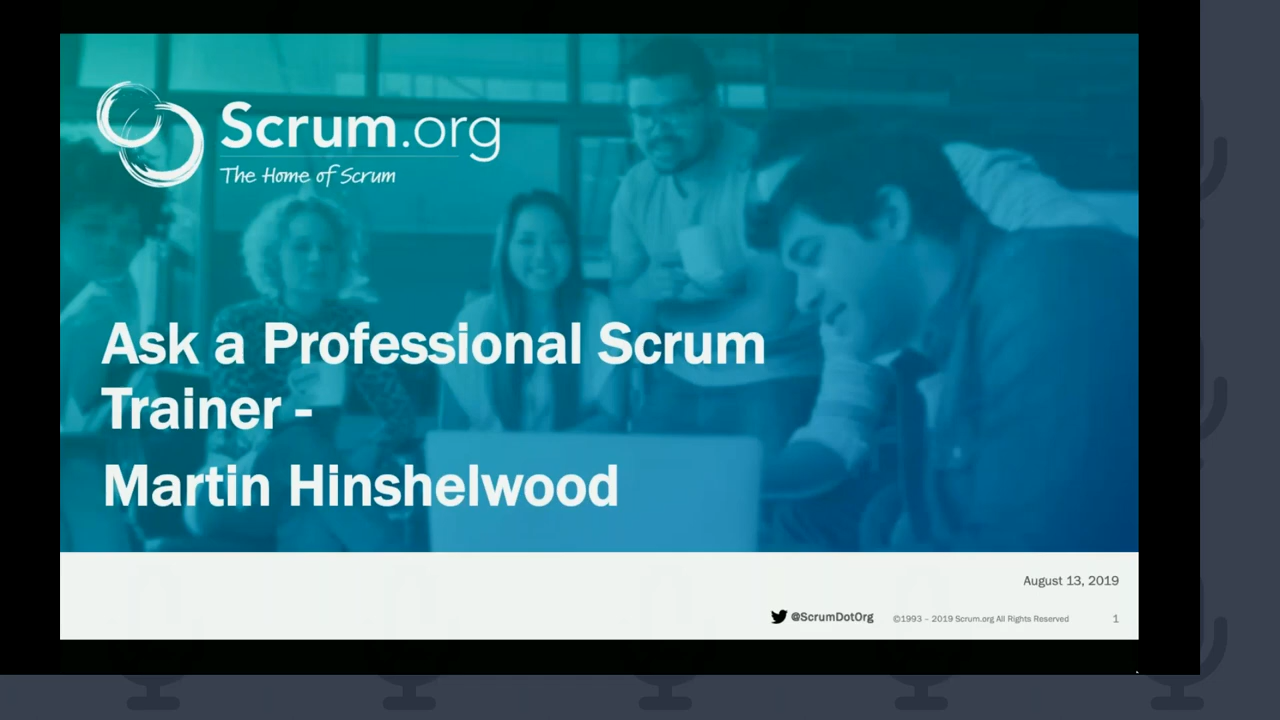 Scrum.org
The Home of Scrum
Ask a Professional Scrum
Trainer -
Martin Hinshelwood
August 13, 2019
@ScrumDotOrg ©1993 – 2019 Scrum.org All Rights Reserved 1